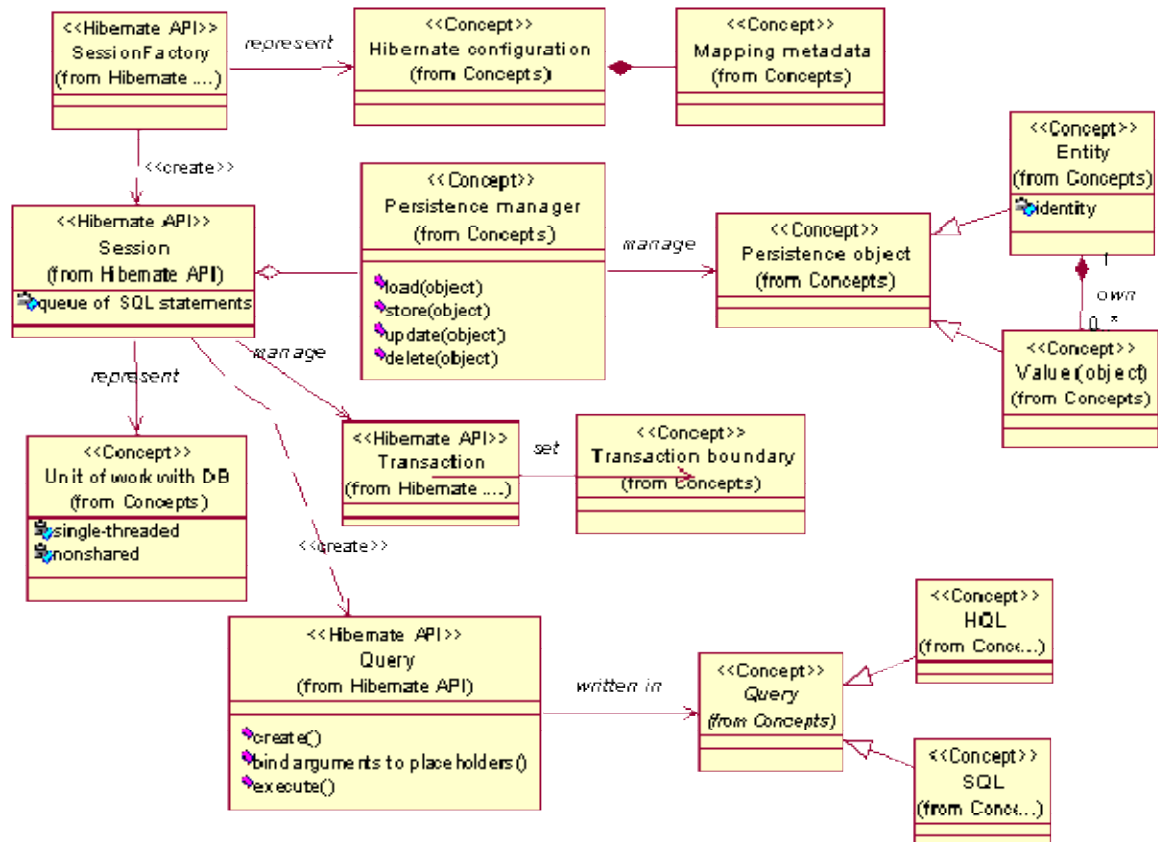 <<Hibernate API>>
SessionFactory
(from Hibernate ....)
represent
<<Concept>>
Hibernate configuration
(from Concepts)
<<Concept>>
Mapping metadata
(from Concepts)
<<create>>
<<Hibernate API>>
Session
(from Hibernate API)
queue of SQL statements
<<Concept>>
Persistence manager
(from Concepts)
load(object)
store(object)
update(object)
delete(object)
manage
<<Concept>>
Persistence object
(from Concepts)
<<Concept>>
Entity
(from Concepts)
identity
1
own
0..*
<<Concept>>
Value(object)
(from Concepts)
represent
manage
<<Concept>>
Unit of work with DB
(from Concepts)
single-threaded
nonshared
<<Hibernate API>>
Transaction
(from Hibernate ....)
set
<<Concept>>
Transaction boundary
(from Concepts)
<<create>>
<<Hibernate API>>
Query
(from Hibernate API)
create()
bind arguments to placeholders()
execute()
written in
<<Concept>>
Query
(from Concepts)
<<Concept>>
HQL
(from Conce...)
<<Concept>>
SQL
(from Conce...)